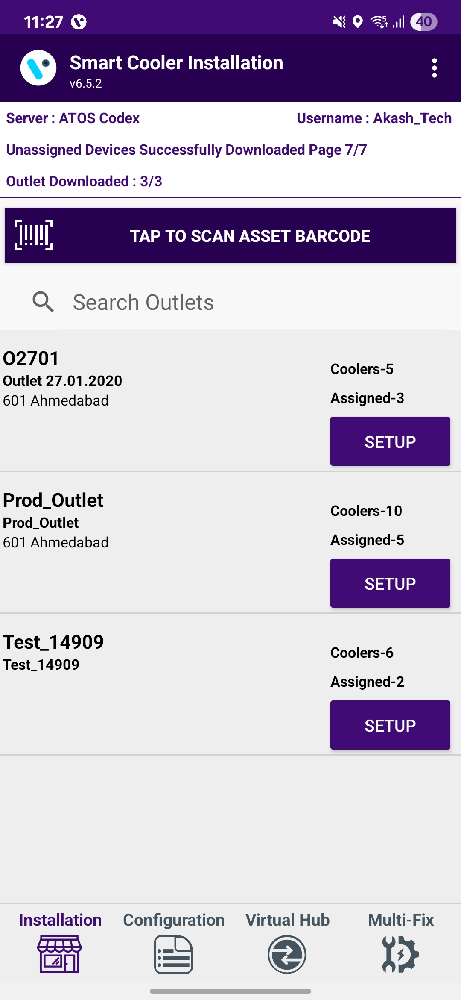 11:27
5
40
Smart Cooler Installation
v6.5.2
Server : ATOS Codex
Username : Akash_Tech
Unassigned Devices Successfully Downloaded Page 7/7
Outlet Downloaded : 3/3
TAP TO SCAN ASSET BARCODE
Search Outlets
O2701
Outlet 27.01.2020
601 Ahmedabad
Coolers-5
Assigned-3
SETUP
Prod_Outlet
Prod_Outlet
601 Ahmedabad
Coolers-10
Assigned-5
SETUP
Test_14909
Test_14909
Coolers-6
Assigned-2
SETUP
Installation
Configuration
Virtual Hub
Multi-Fix